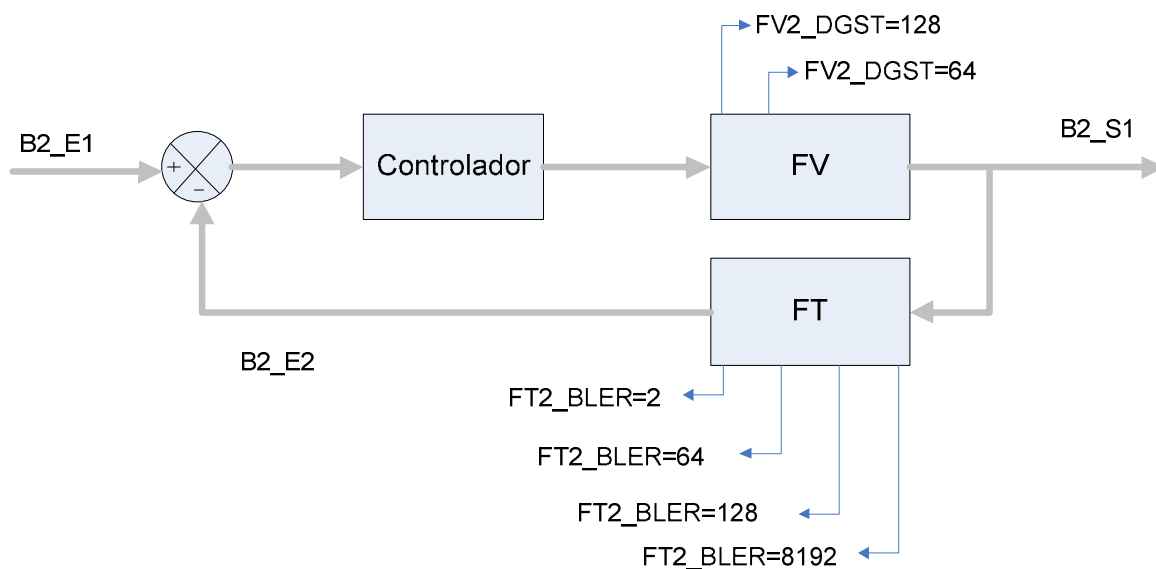 FV2_DGST=128
FV2_DGST=64
B2_E1
B2_S1
+
Controlador
FV
−
FT
B2_E2
FT2_BLER=2
FT2_BLER=64
FT2_BLER=128
FT2_BLER=8192